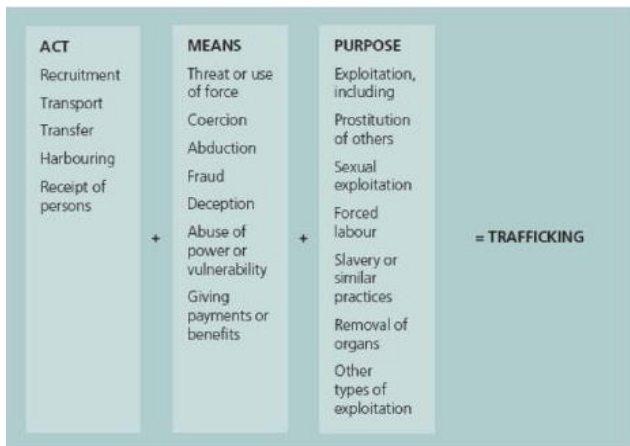 ACT
Recruitment
Transport
Transfer
Harbouring
Receipt of
persons
+
MEANS
Threat or use
of force
Coercion
Abduction
Fraud
Deception
Abuse of
power or
vulnerability
Giving
payments or
benefits
+
PURPOSE
Exploitation,
including
Prostitution
of others
Sexual
exploitation
Forced
labour
Slavery or
similar
practices
Removal of
organs
Other
types of
exploitation
= TRAFFICKING